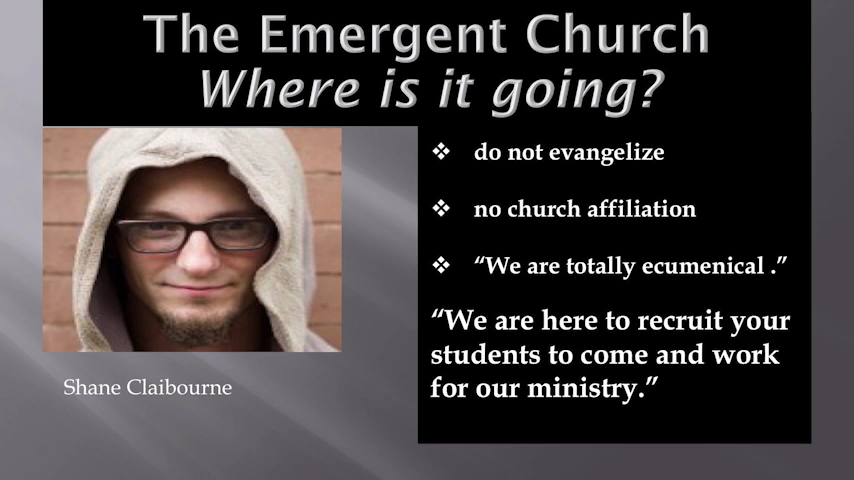 The Emergent Church
Where is it going?
❖ do not evangelize
❖ no church affiliation
❖ “We are totally ecumenical .”
“We are here to recruit your
students to come and work
for our ministry.”
Shane Claibourne